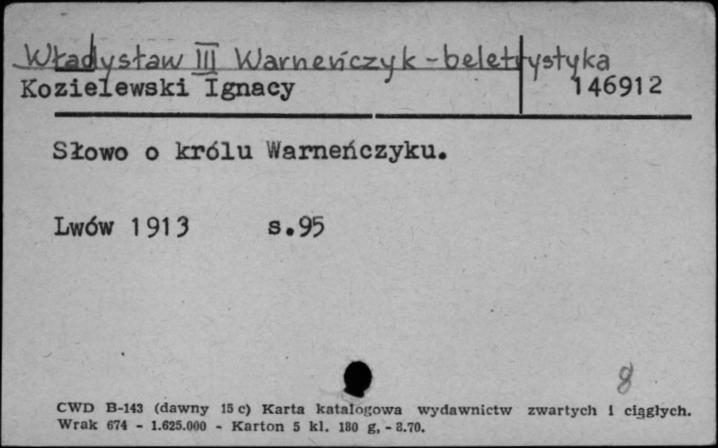 Władysław III Warneńczyk - beletrystyka
Kozielewski Ignacy 146912
Słowo o królu Warneńczyku.
Lwów 1913 s.95
8
CWD B-143 (dawny 15 c) Karta katalogowa wydawnictw zwartych i ciągłych.
Wrak 674 - 1.625.000 - Karton 5 kl. 180 g, - 8.70.